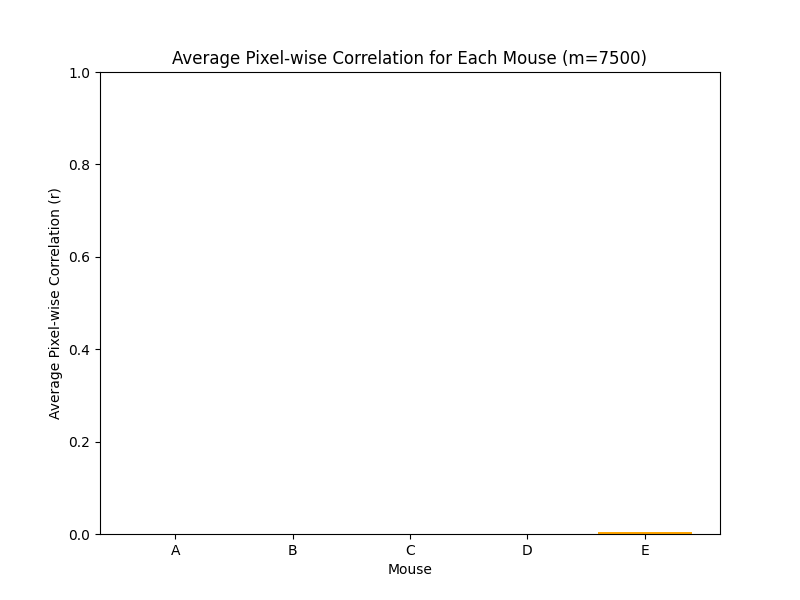 Average Pixel-wise Correlation for Each Mouse (m=7500)
Average Pixel-wise Correlation (r)
1.0
0.8
0.6
0.4
0.2
0.0
A B C D E
Mouse